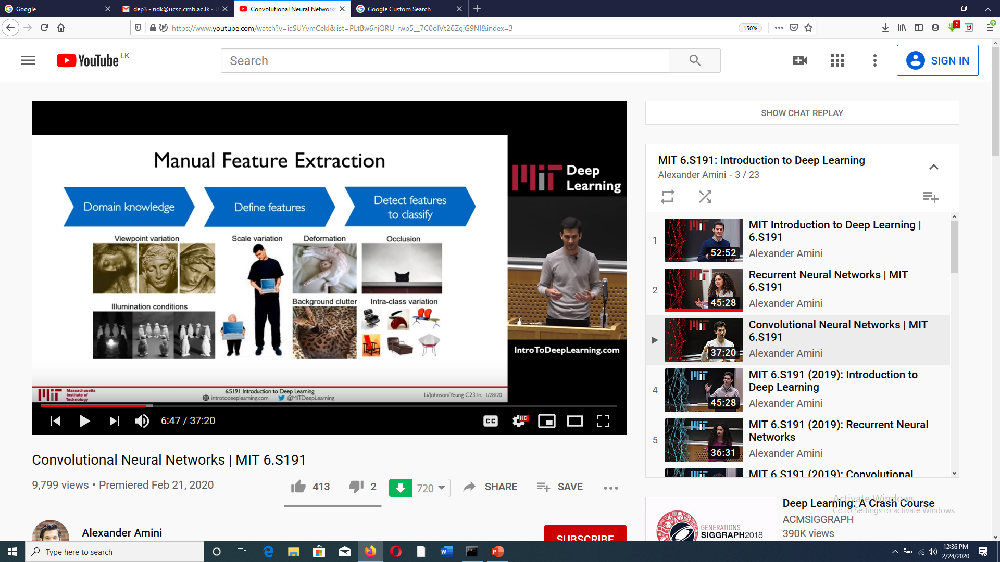 Google
dep3 - ndk@ucsc.cmb.ac.lk - U
Convolutional Neural Networks
Google Custom Search
https://www.youtube.com/watch?v=iaSUYvmCekI&list=PLtBw6njQRU-rwp5__7C0oIVt26ZgjG9NI&index=3
150%
YouTube LK
Search
SIGN IN
Manual Feature Extraction
Domain knowledge
Define features
Detect features
to classify
Viewpoint variation
Scale variation
Deformation
Occlusion
Illumination conditions
Background clutter
Intra-class variation
MIT Deep
Learning
IntroToDeepLearning.com
MIT Massachusetts
Institute of
Technology
6.S191 Introduction to Deep Learning
introtodeeplearning.com @MITDeepLearning
Li/Johnson/Yeung C231n. 1/28/20
6:47 / 37:20
CC
HD
Convolutional Neural Networks | MIT 6.S191
9,799 views • Premiered Feb 21, 2020
413
2
720
SHARE
SAVE
Alexander Amini
SUBSCRIBE
SHOW CHAT REPLAY
MIT 6.S191: Introduction to Deep Learning
Alexander Amini - 3 / 23
1
52:52
MIT Introduction to Deep Learning |
6.S191
Alexander Amini
2
45:28
Recurrent Neural Networks | MIT
6.S191
Alexander Amini
37:20
Convolutional Neural Networks | MIT
6.S191
Alexander Amini
4
45:28
MIT 6.S191 (2019): Introduction to
Deep Learning
Alexander Amini
5
36:31
MIT 6.S191 (2019): Recurrent Neural
Networks
Alexander Amini
MIT 6.S191 (2019): Convolutional
GENERATIONS
SIGGRAPH2018
Deep Learning: A Crash Course
ACMSIGGRAPH
390K views
Activate Windows
Go to Settings to activate Windows.
Type here to search
12:36 PM
2/24/2020